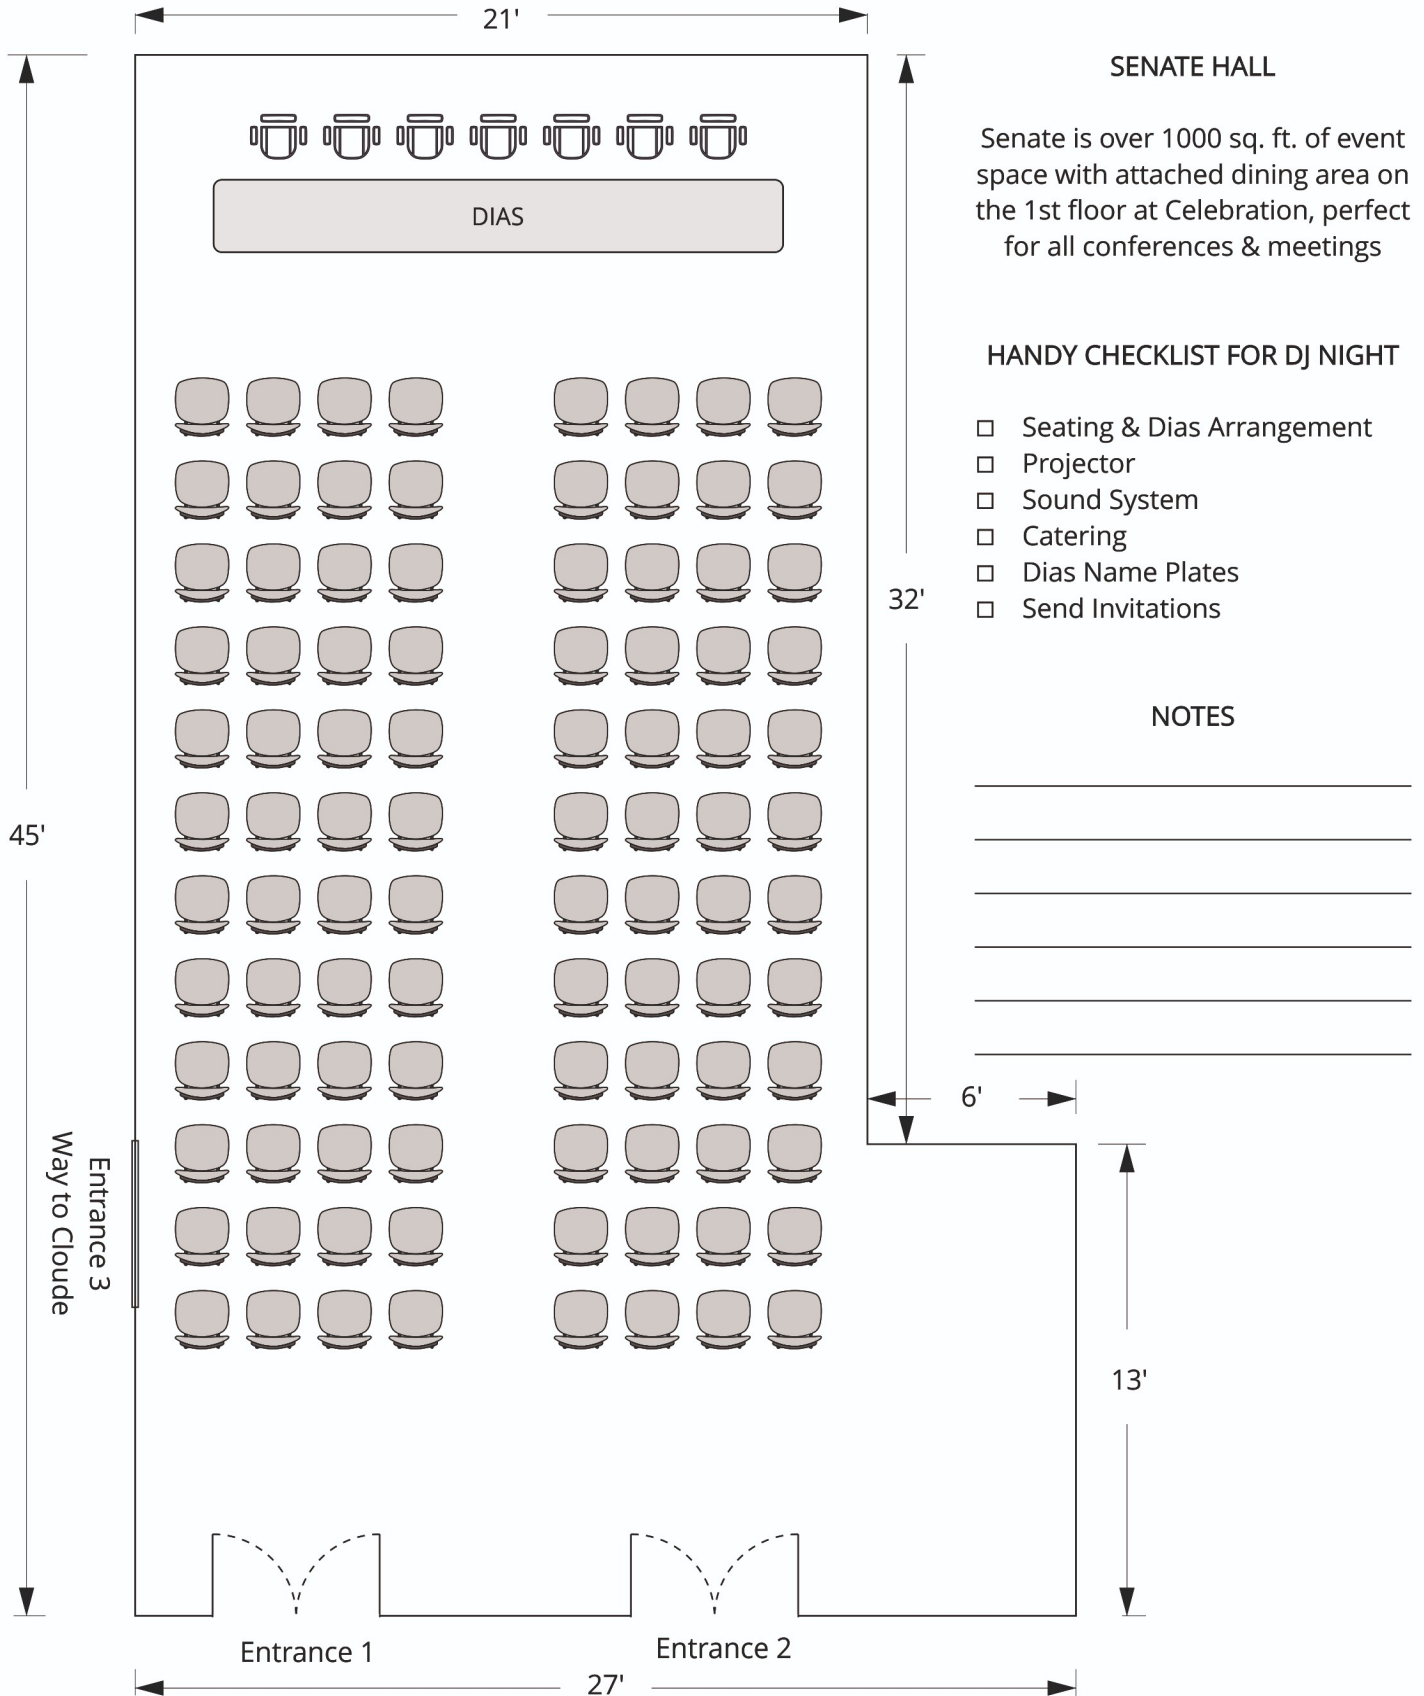 21'
SENATE HALL
Senate is over 1000 sq. ft. of event
space with attached dining area on
the 1st floor at Celebration, perfect
for all conferences & meetings
DIAS
HANDY CHECKLIST FOR DJ NIGHT
Seating & Dias Arrangement
Projector
Sound System
Catering
Dias Name Plates
Send Invitations
32'
NOTES
45'
6'
Entrance 3
Way to Cloude
13'
Entrance 1
Entrance 2
27'